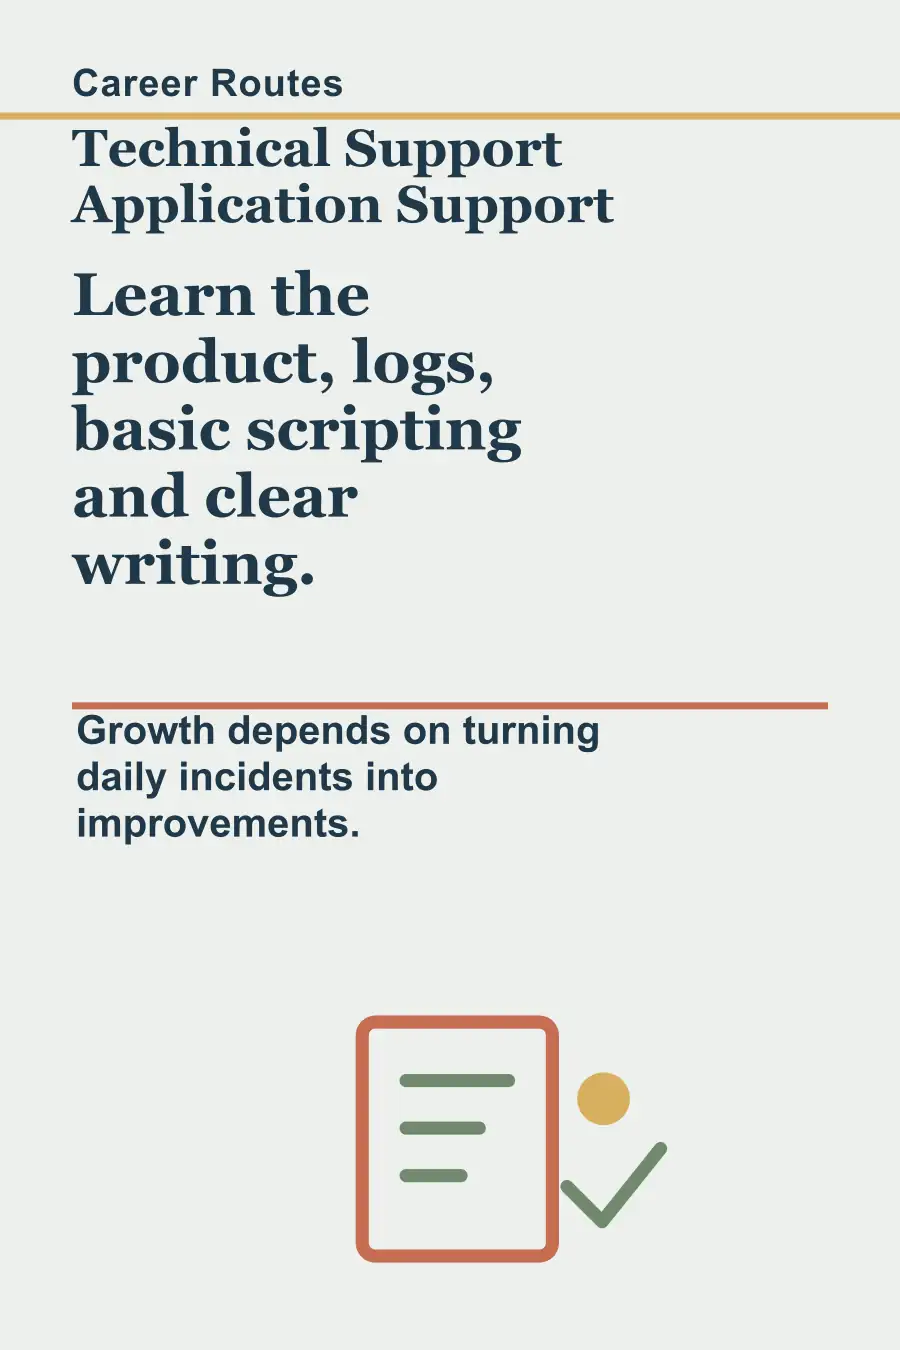 Career Routes
Technical Support
Application Support
Learn the
product, logs,
basic scripting
and clear
writing.
Growth depends on turning
daily incidents into
improvements.